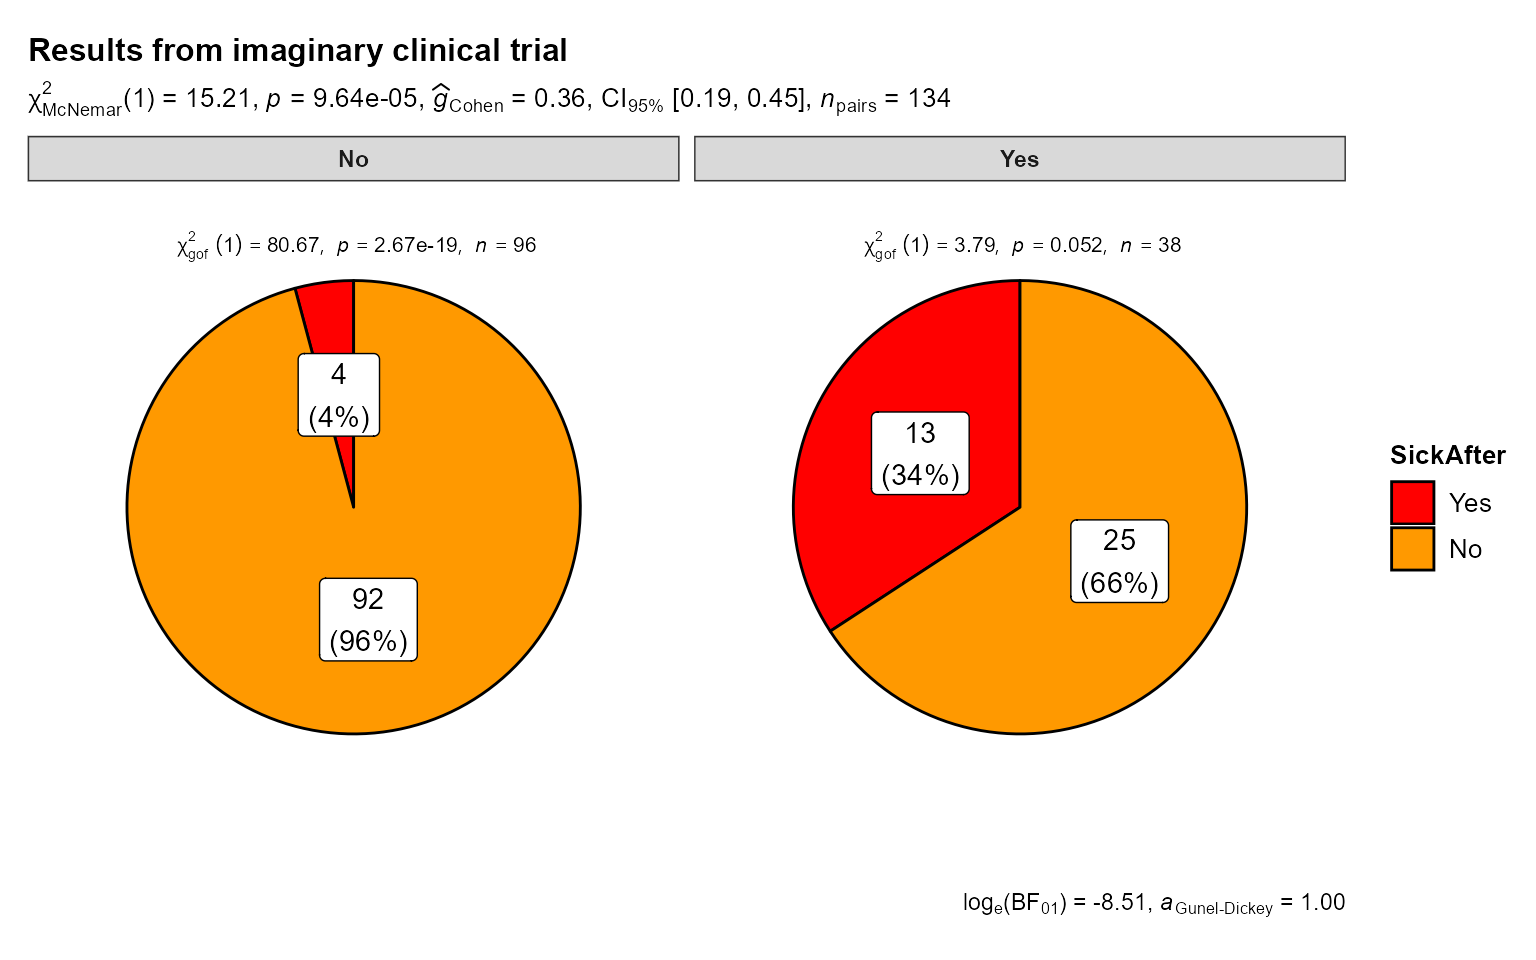 Results from imaginary clinical trial
χ²McNemar(1) = 15.21, p = 9.64e-05, ĝCohen = 0.36, CI95% [0.19, 0.45], npairs = 134
No
Yes
χ²gof (1) = 80.67, p = 2.67e-19, n = 96
χ²gof (1) = 3.79, p = 0.052, n = 38
4
(4%)
92
(96%)
13
(34%)
25
(66%)
SickAfter
Yes
No
loge(BF01) = -8.51, aGunel-Dickey = 1.00